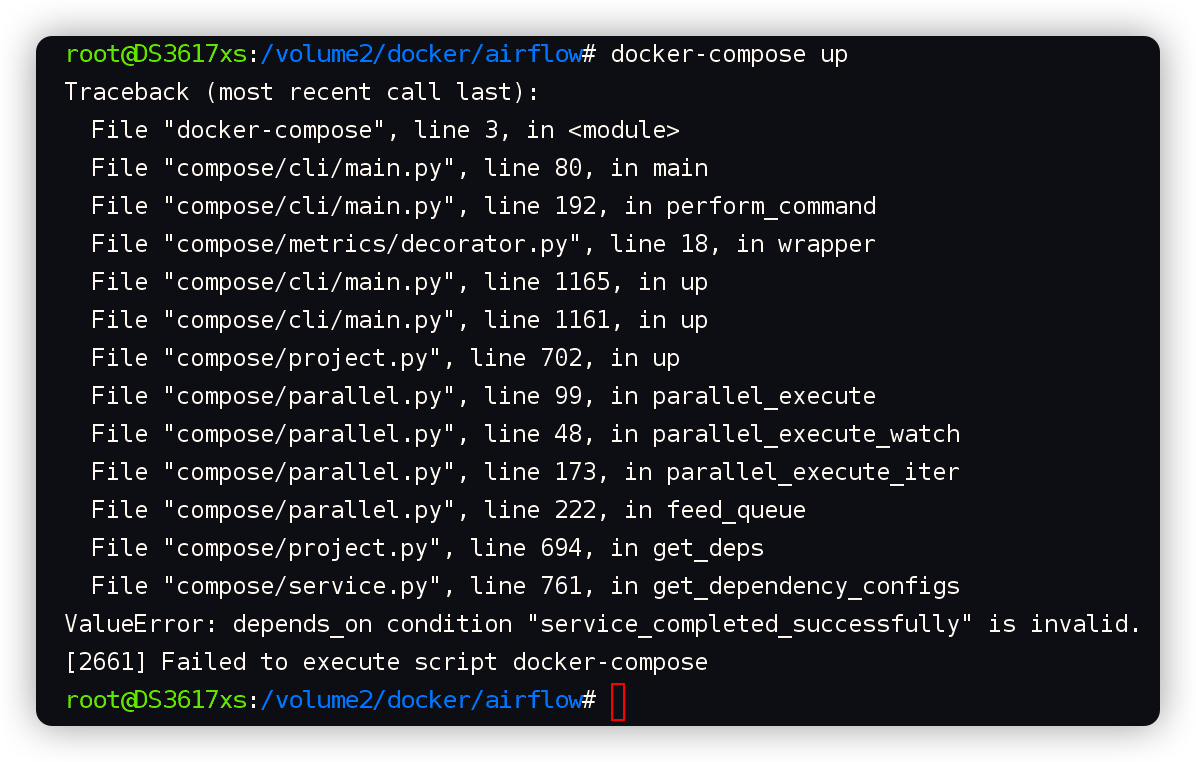 root@DS3617xs:/volume2/docker/airflow# docker-compose up
Traceback (most recent call last):
  File "docker-compose", line 3, in <module>
  File "compose/cli/main.py", line 80, in main
  File "compose/cli/main.py", line 192, in perform_command
  File "compose/metrics/decorator.py", line 18, in wrapper
  File "compose/cli/main.py", line 1165, in up
  File "compose/cli/main.py", line 1161, in up
  File "compose/project.py", line 702, in up
  File "compose/parallel.py", line 99, in parallel_execute
  File "compose/parallel.py", line 48, in parallel_execute_watch
  File "compose/parallel.py", line 173, in parallel_execute_iter
  File "compose/parallel.py", line 222, in feed_queue
  File "compose/project.py", line 694, in get_deps
  File "compose/service.py", line 761, in get_dependency_configs
ValueError: depends_on condition "service_completed_successfully" is invalid.
[2661] Failed to execute script docker-compose
root@DS3617xs:/volume2/docker/airflow#